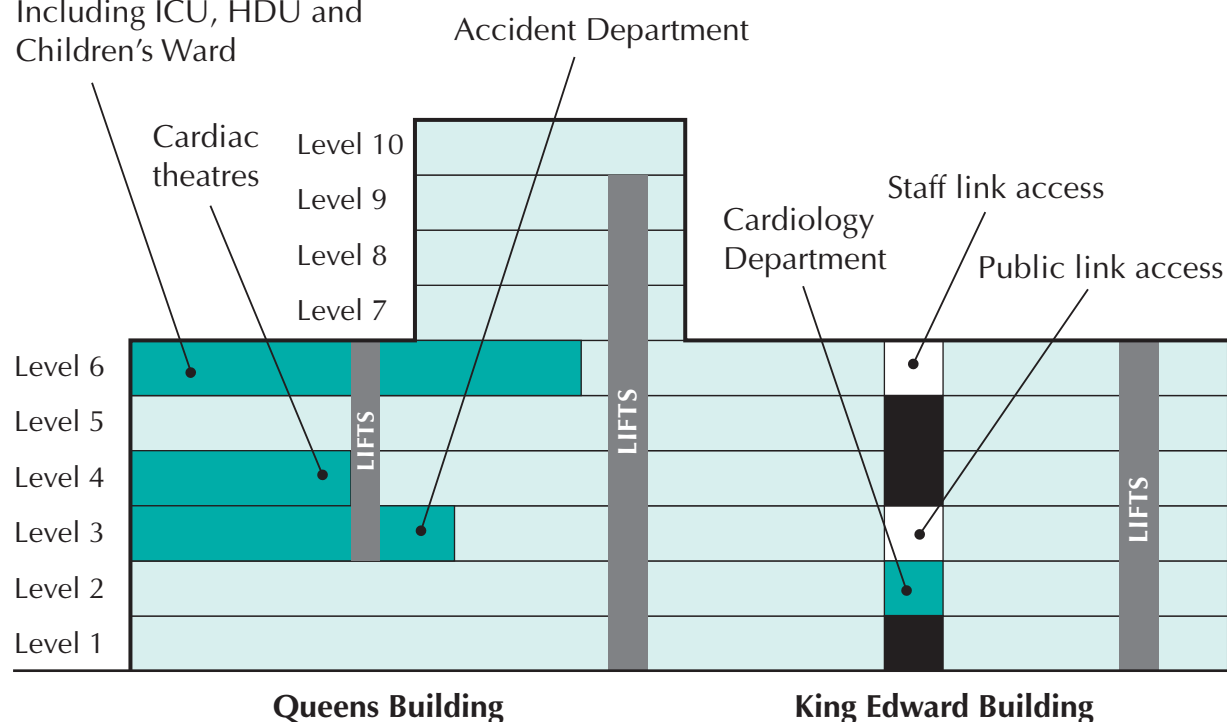 Including ICU, HDU and
Children’s Ward
Accident Department
Cardiac
theatres
Level 10
Level 9
Level 8
Level 7
Staff link access
Cardiology
Department
Public link access
Level 6
Level 5
Level 4
Level 3
Level 2
Level 1
LIFTS
LIFTS
LIFTS
Queens Building
King Edward Building